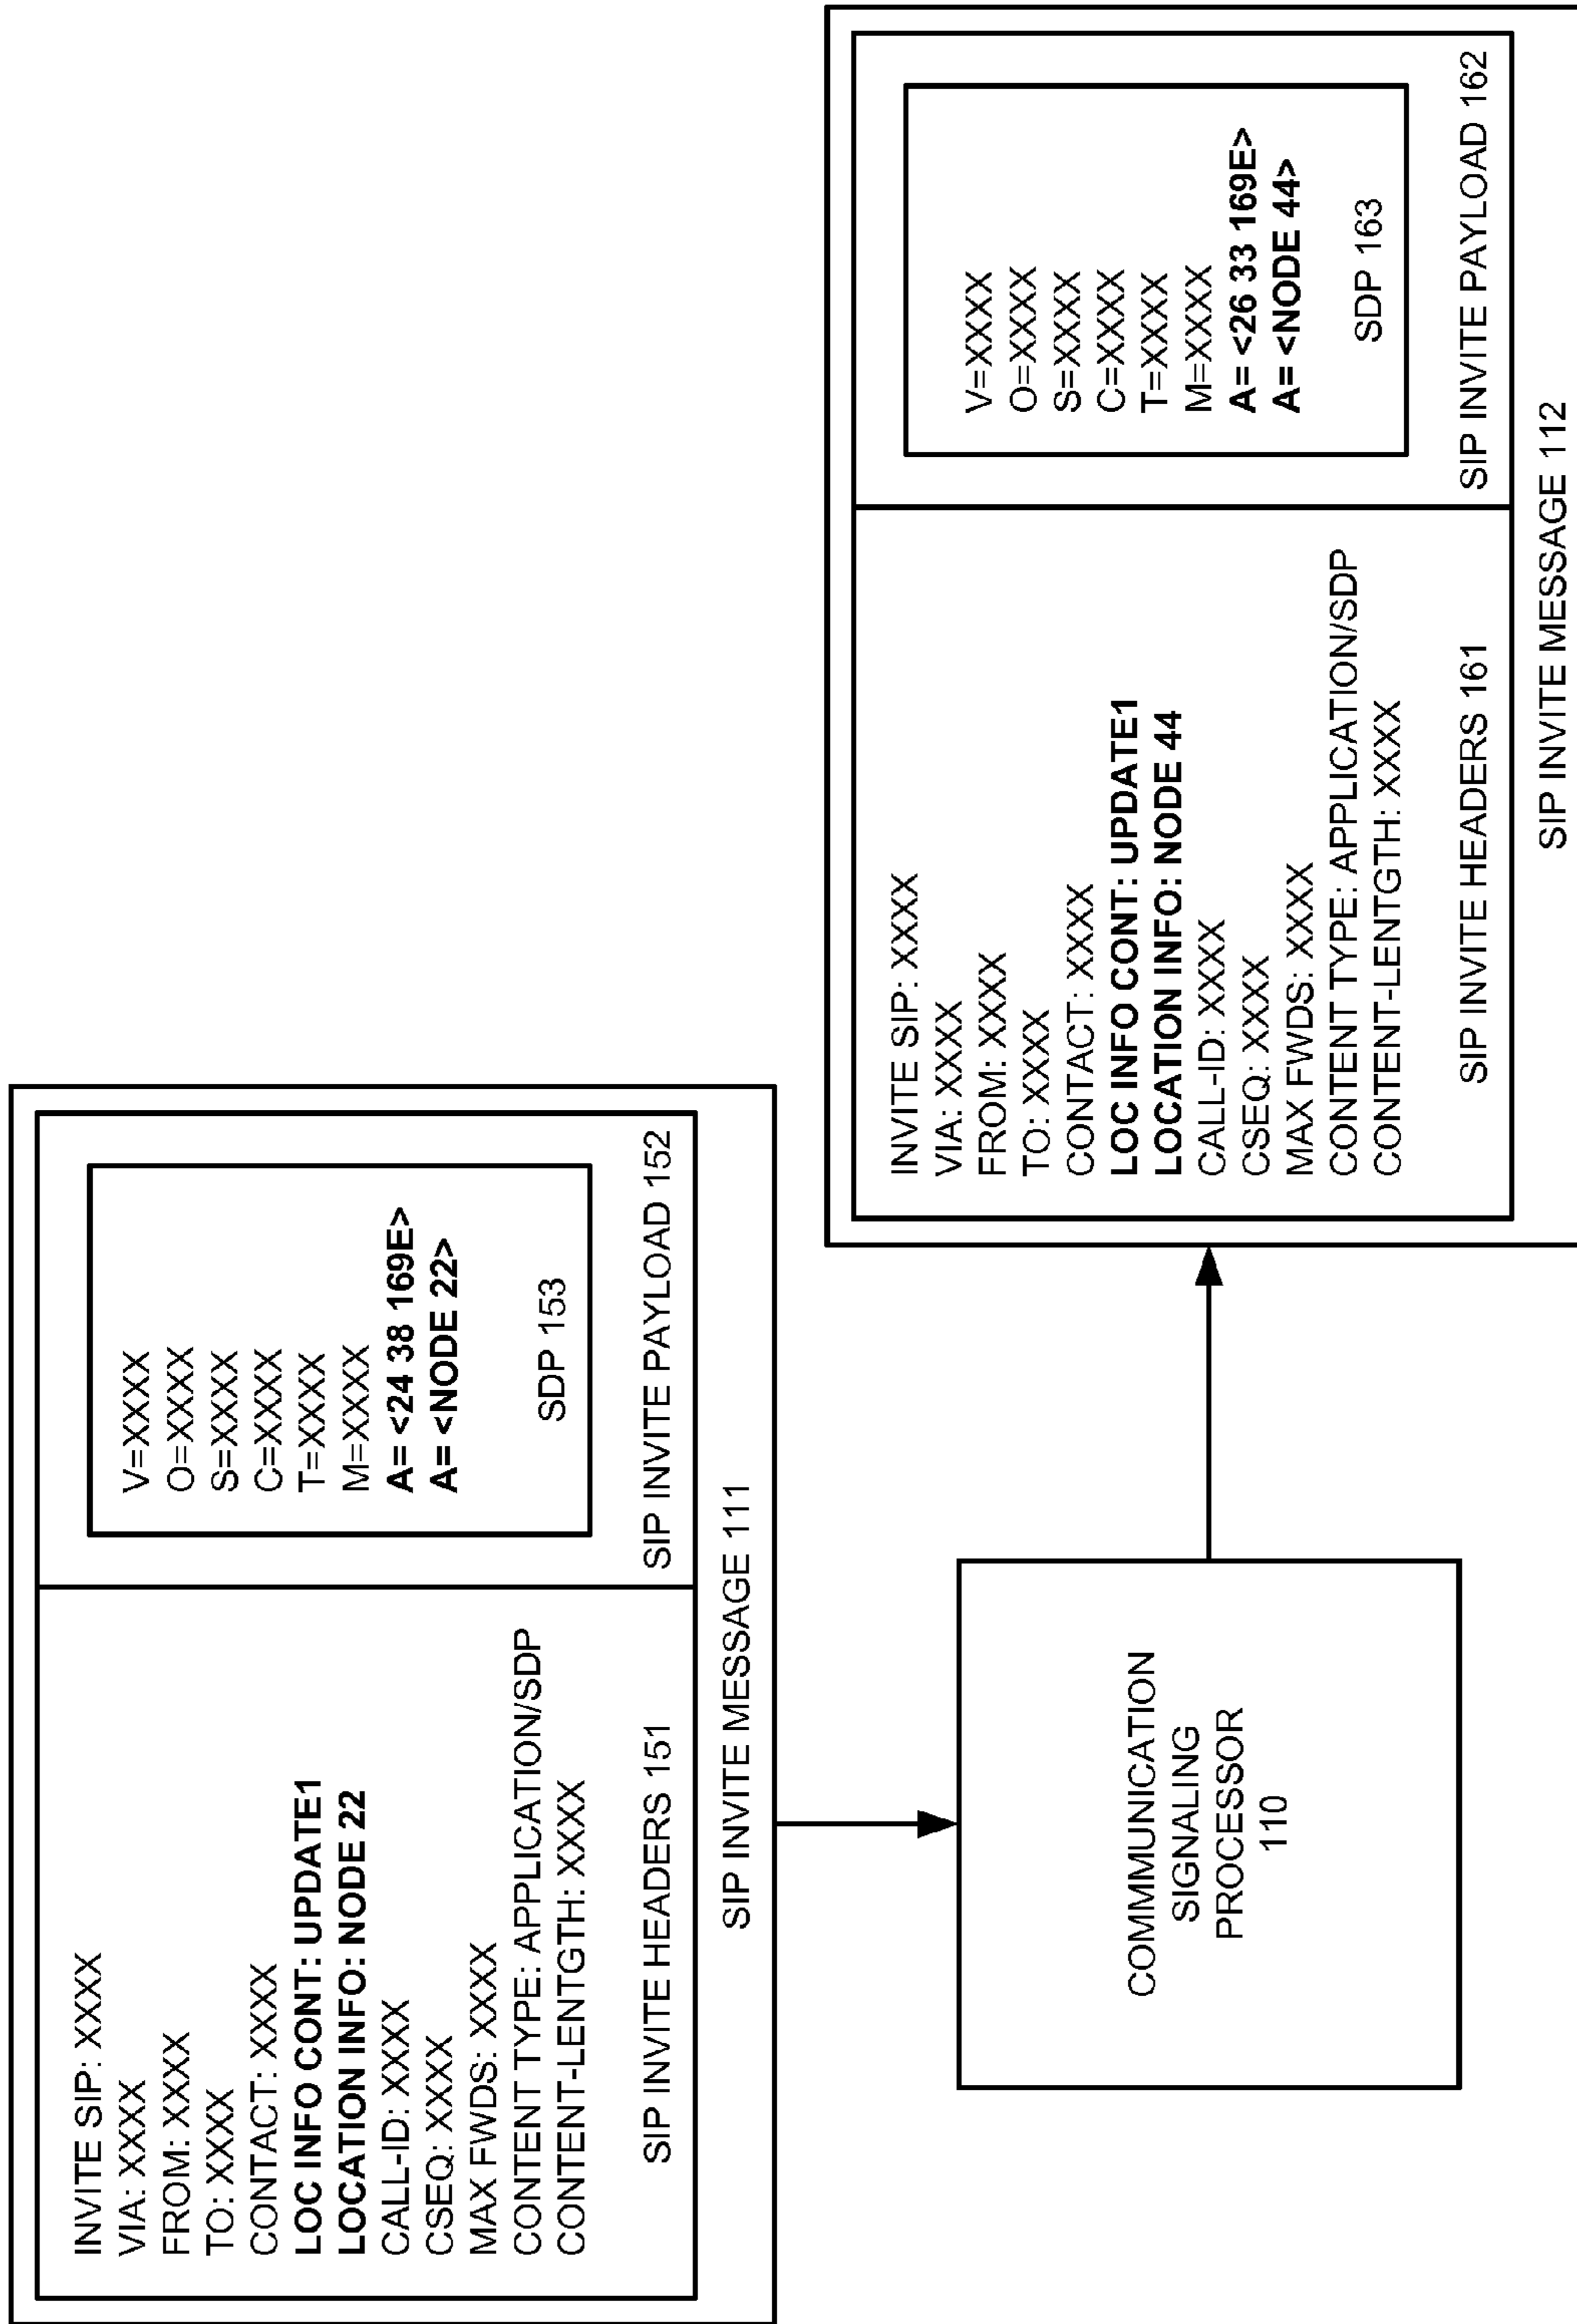 INVITE SIP: XXXX
VIA: XXXX
FROM: XXXX
TO: XXXX
CONTACT: XXXX
LOC INFO CONT: UPDATE1
LOCATION INFO: NODE 22
CALL-ID: XXXX
CSEQ: XXXX
MAX FWDS: XXXX
CONTENT TYPE: APPLICATION/SDP
CONTENT-LENTGTH: XXXX
SIP INVITE HEADERS 151
V=XXXX
O=XXXX
S=XXXX
C=XXXX
T=XXXX
M=XXXX
A= <24 38 169E>
A= <NODE 22>
SDP 153
SIP INVITE PAYLOAD 152
SIP INVITE MESSAGE 111
COMMMUNICATION
SIGNALING
PROCESSOR
110
INVITE SIP: XXXX
VIA: XXXX
FROM: XXXX
TO: XXXX
CONTACT: XXXX
LOC INFO CONT: UPDATE1
LOCATION INFO: NODE 44
CALL-ID: XXXX
CSEQ: XXXX
MAX FWDS: XXXX
CONTENT TYPE: APPLICATION/SDP
CONTENT-LENTGTH: XXXX
SIP INVITE HEADERS 161
V=XXXX
O=XXXX
S=XXXX
C=XXXX
T=XXXX
M=XXXX
A= <26 33 169E>
A= <NODE 44>
SDP 163
SIP INVITE PAYLOAD 162
SIP INVITE MESSAGE 112